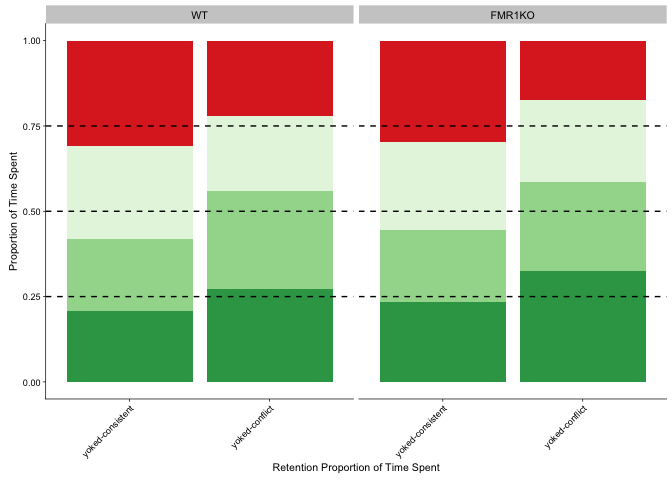 WT
FMR1KO
Proportion of Time Spent
1.00
0.75
0.50
0.25
0.00
yoked-consistent
yoked-conflict
yoked-consistent
yoked-conflict
Retention Proportion of Time Spent